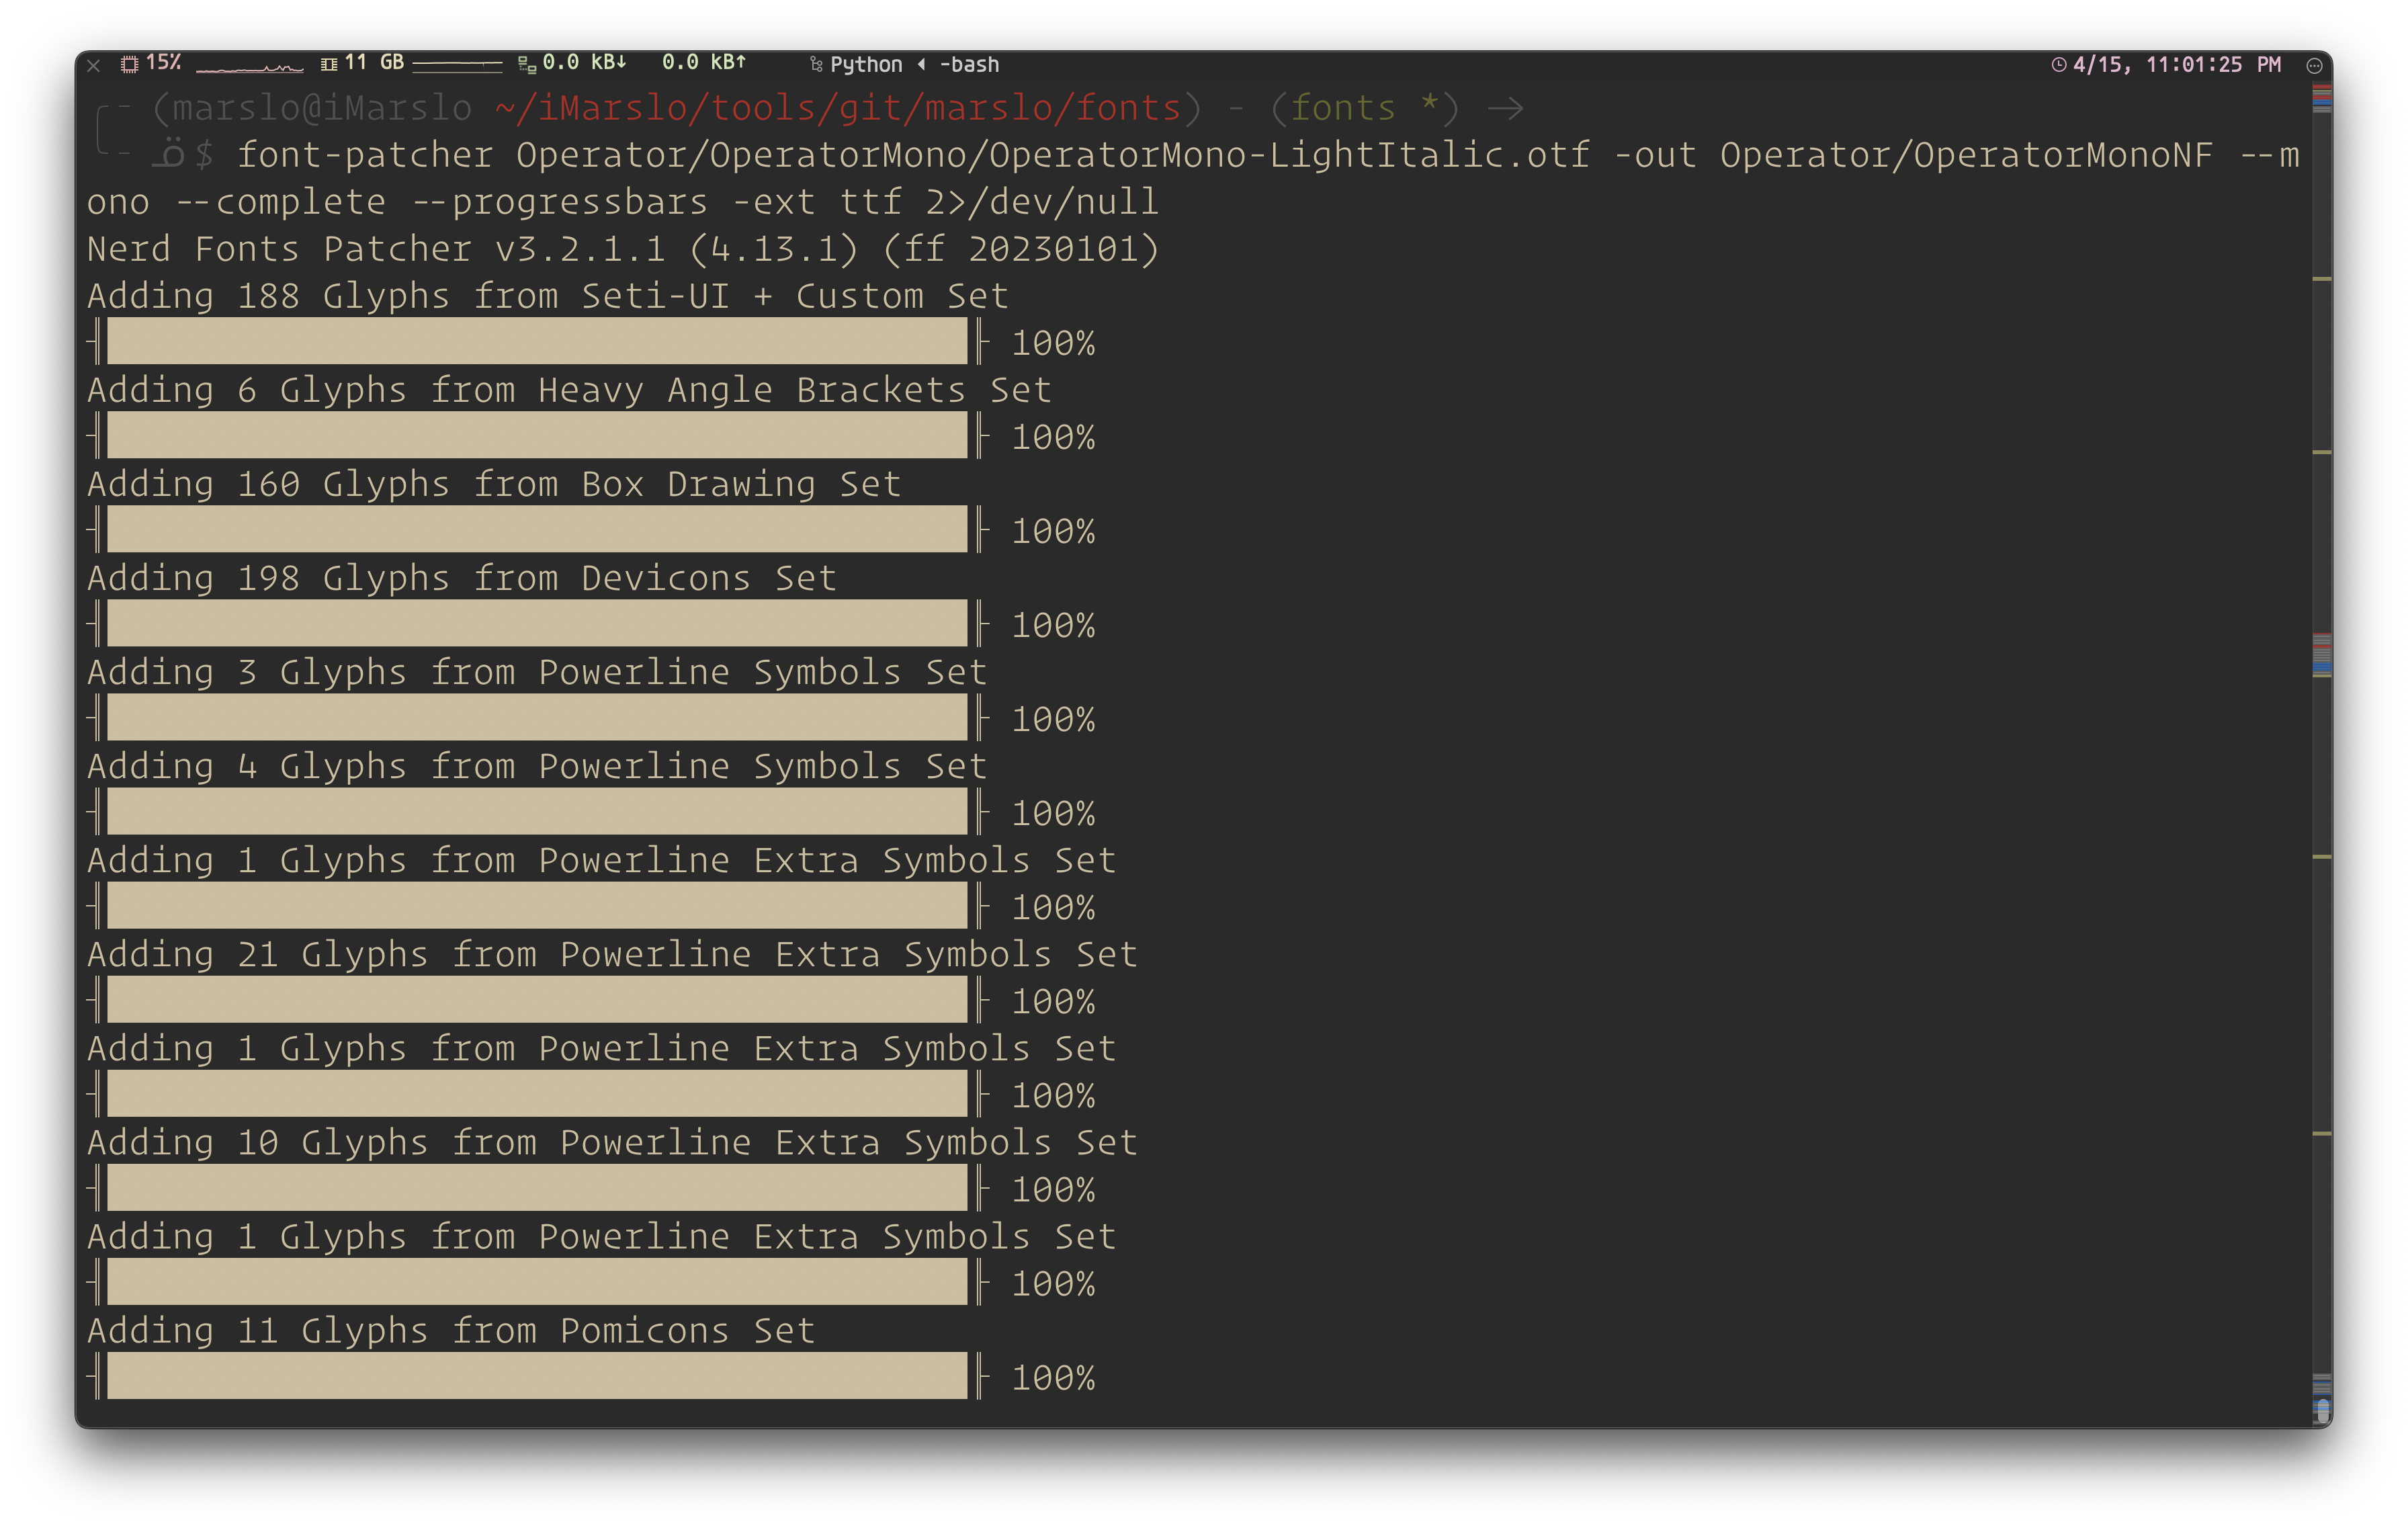 15% 11 GB 0.0 kB↓ 0.0 kB↑ Python ◂ -bash 4/15, 11:01:25 PM
(marslo@iMarslo ~/iMarslo/tools/git/marslo/fonts) - (fonts *) →
$ font-patcher Operator/OperatorMono/OperatorMono-LightItalic.otf -out Operator/OperatorMonoNF --m
ono --complete --progressbars -ext ttf 2>/dev/null
Nerd Fonts Patcher v3.2.1.1 (4.13.1) (ff 20230101)
Adding 188 Glyphs from Seti-UI + Custom Set
100%
Adding 6 Glyphs from Heavy Angle Brackets Set
100%
Adding 160 Glyphs from Box Drawing Set
100%
Adding 198 Glyphs from Devicons Set
100%
Adding 3 Glyphs from Powerline Symbols Set
100%
Adding 4 Glyphs from Powerline Symbols Set
100%
Adding 1 Glyphs from Powerline Extra Symbols Set
100%
Adding 21 Glyphs from Powerline Extra Symbols Set
100%
Adding 1 Glyphs from Powerline Extra Symbols Set
100%
Adding 10 Glyphs from Powerline Extra Symbols Set
100%
Adding 1 Glyphs from Powerline Extra Symbols Set
100%
Adding 11 Glyphs from Pomicons Set
100%